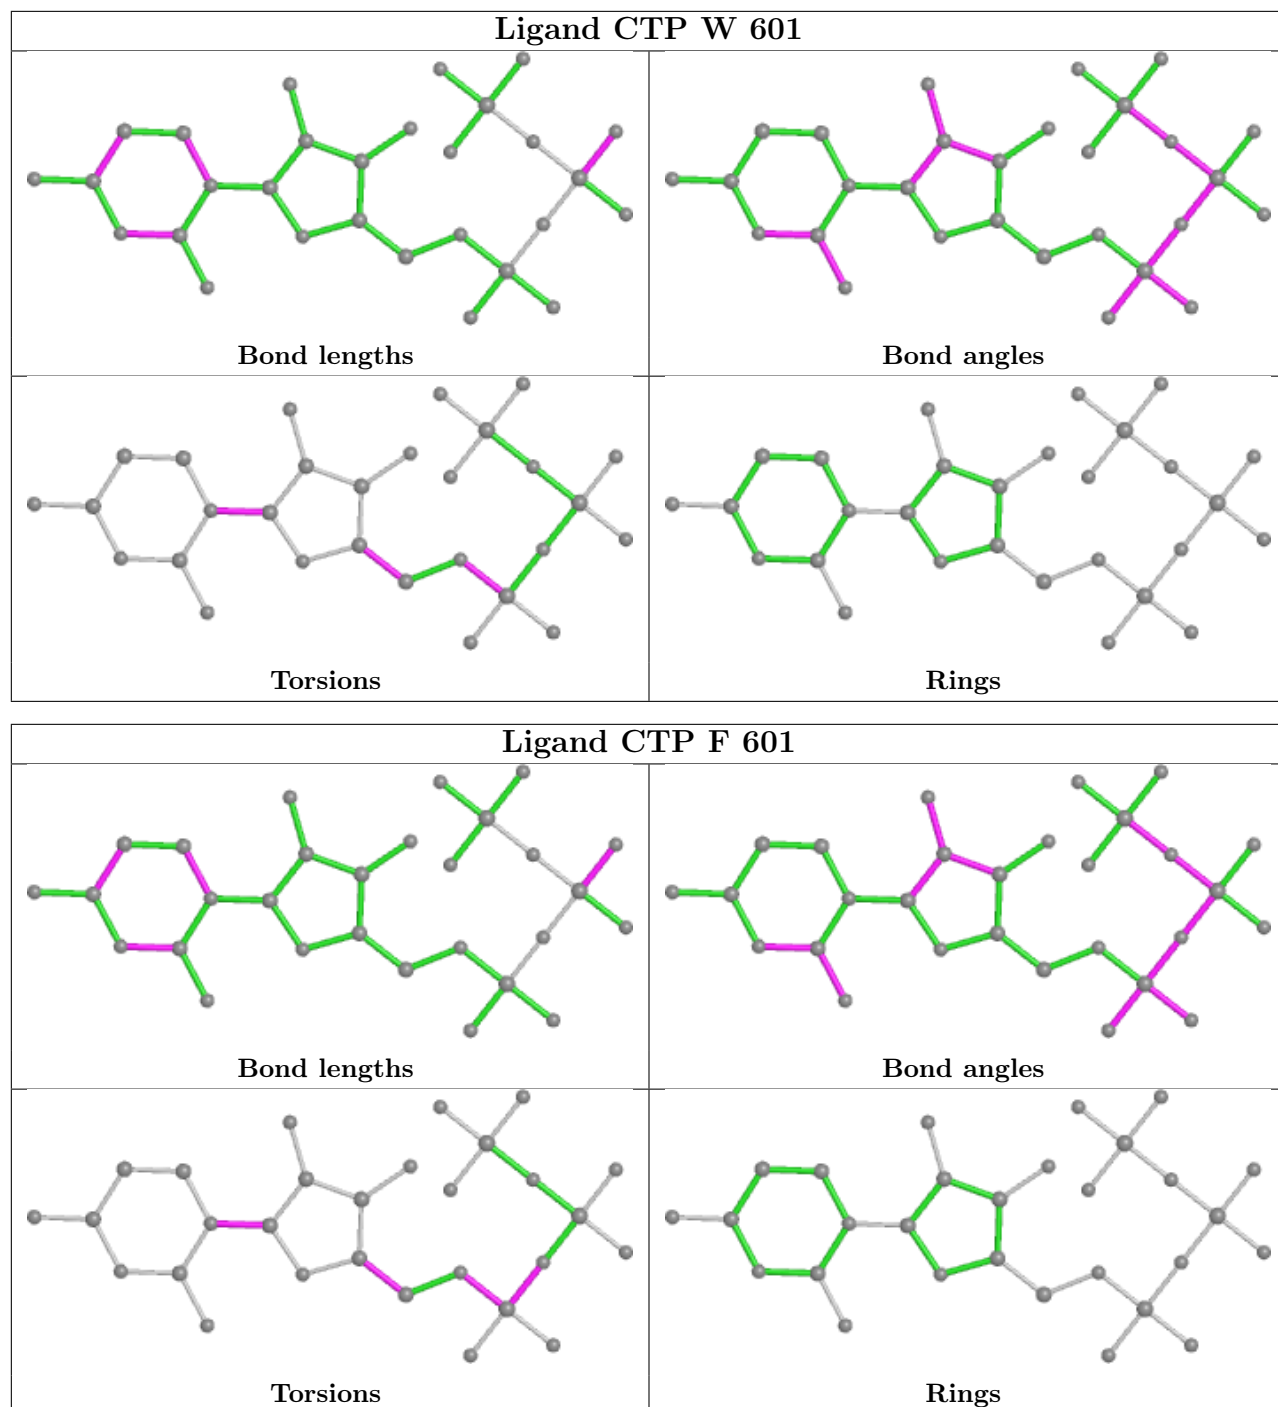 Ligand CTP W 601
Bond lengths
Bond angles
Torsions
Rings
Ligand CTP F 601
Bond lengths
Bond angles
Torsions
Rings